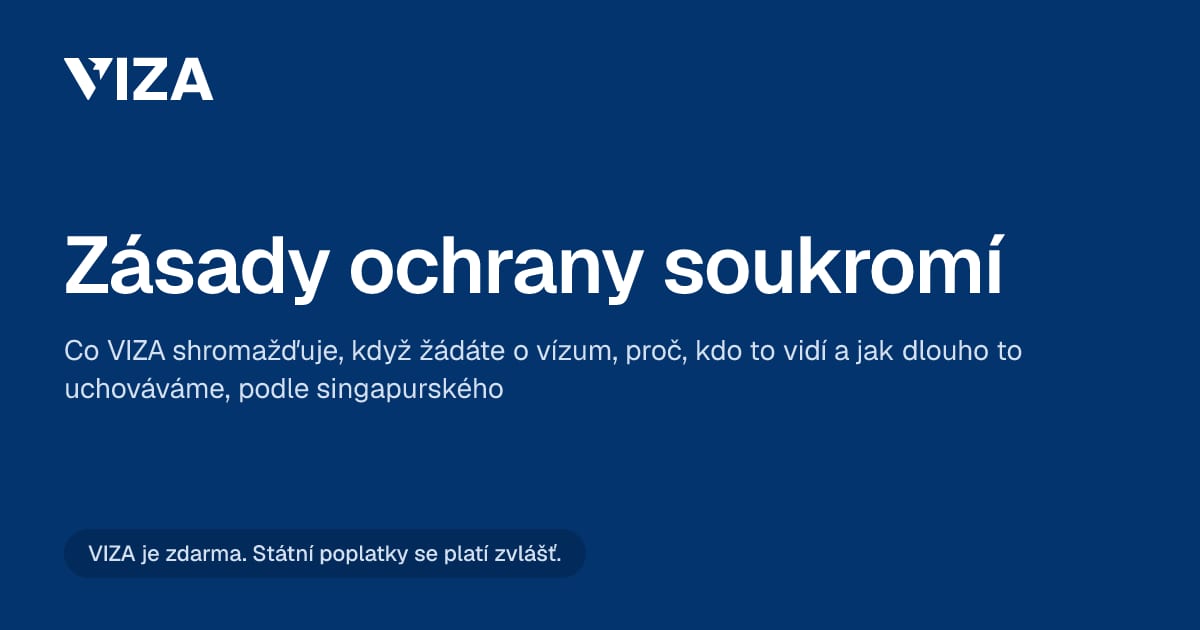 VIZA
Zásady ochrany soukromí
Co VIZA shromažďuje, když žádáte o vízum, proč, kdo to vidí a jak dlouho to
uchováváme, podle singapurského
VIZA je zdarma. Státní poplatky se platí zvlášť.